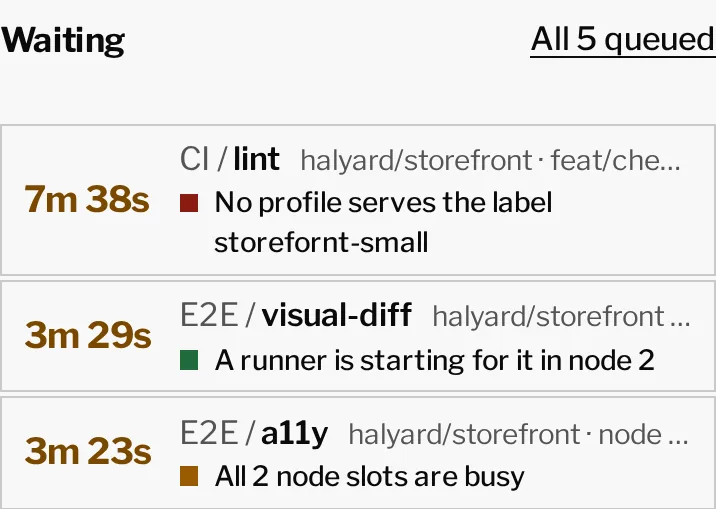 Waiting
All 5 queued
CI / lint halyard/storefront · feat/che...
7m 38s
No profile serves the label
storefornt-small
E2E / visual-diff halyard/storefront ...
3m 29s
A runner is starting for it in node 2
E2E / a11y halyard/storefront · node ...
3m 23s
All 2 node slots are busy